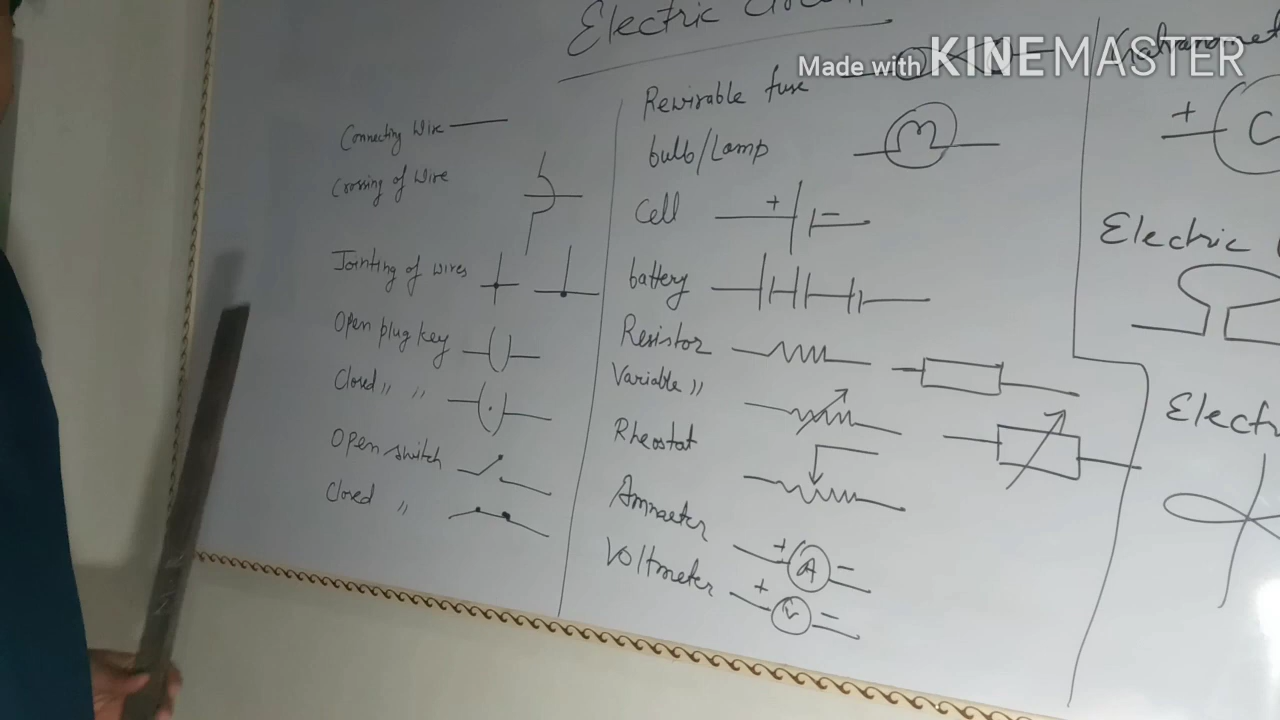 Electric
Made with KINEMASTER
Connecting Wire
Crossing of Wire
Jointing of wires
Open plug key
Closed " "
Open switch
Closed "
Rewirable fuse
bulb/Lamp
Cell + -
battery
Resistor
Variable "
Rheostat
Ammeter + A -
Voltmeter + V -
+
Electric
Electr